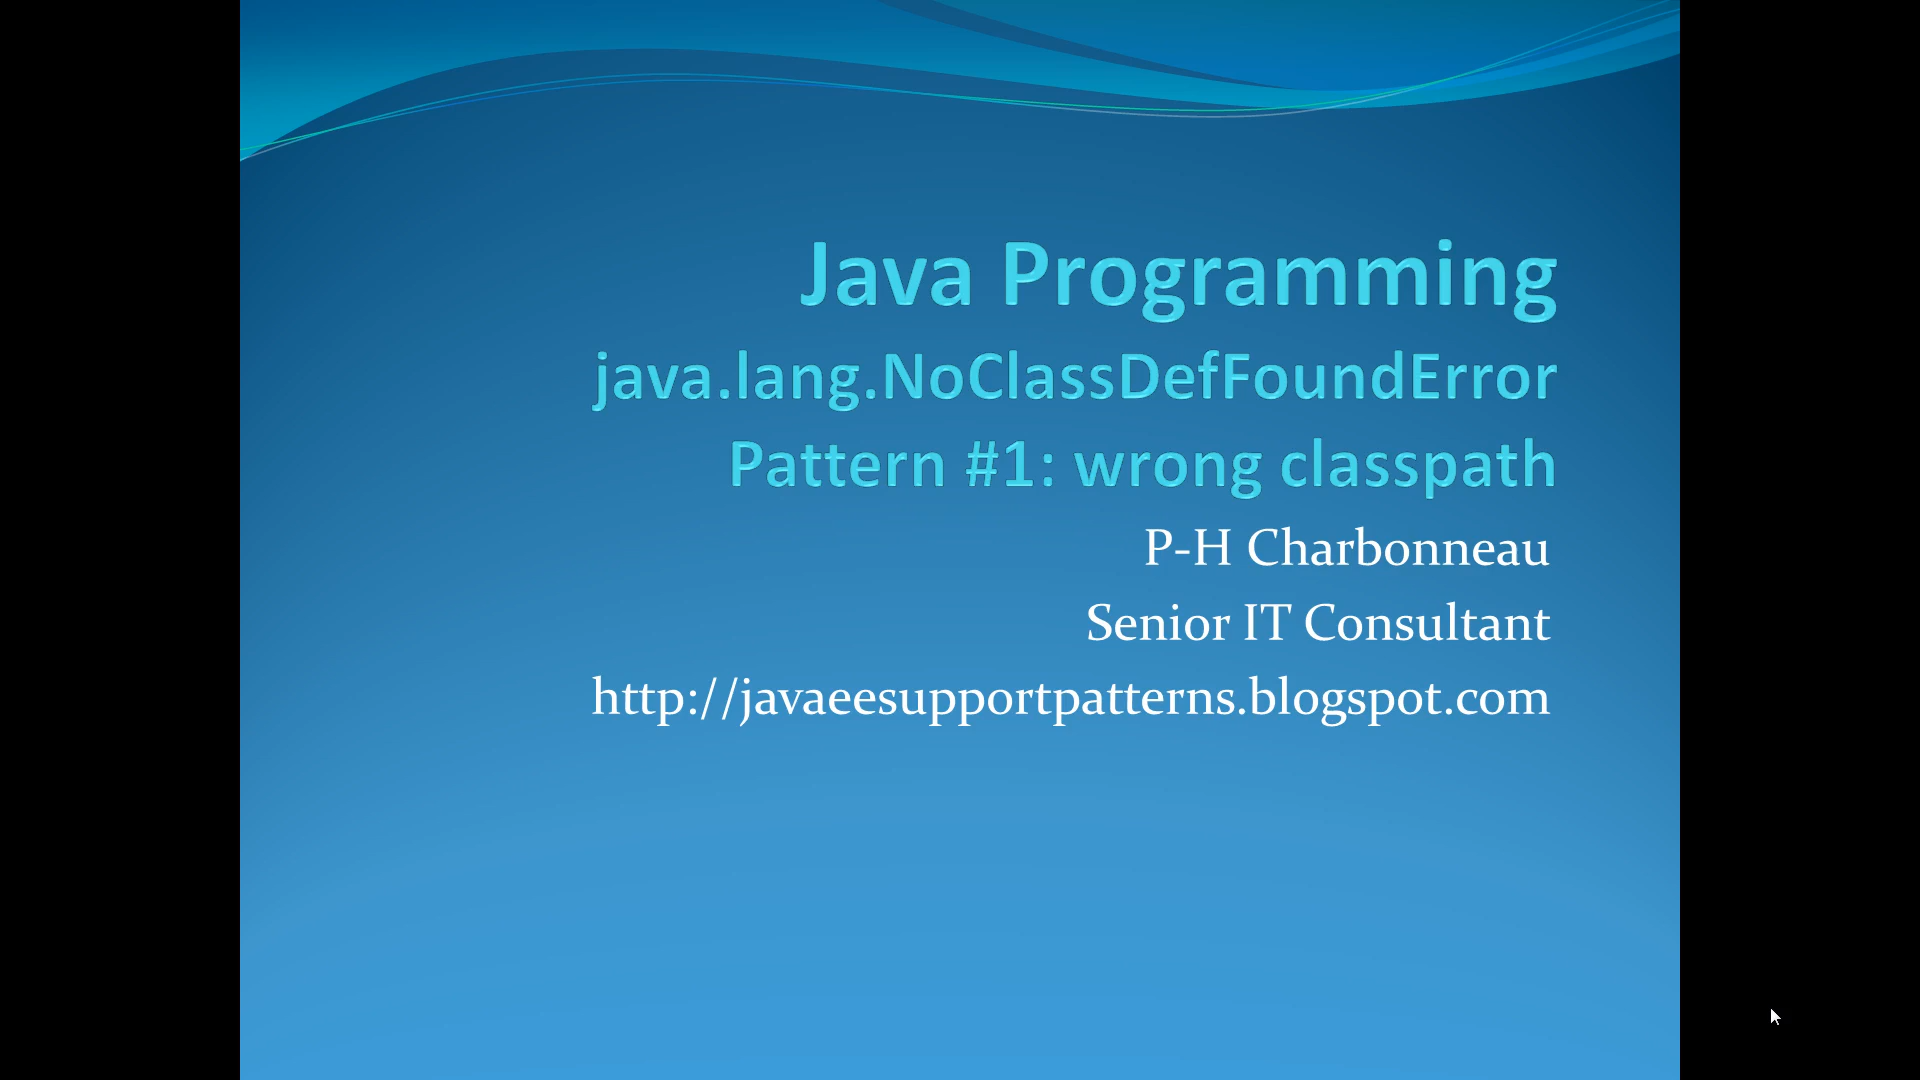 Java Programming
java.lang.NoClassDefFoundError
Pattern #1: wrong classpath
P-H Charbonneau
Senior IT Consultant
http://javaeesupportpatterns.blogspot.com